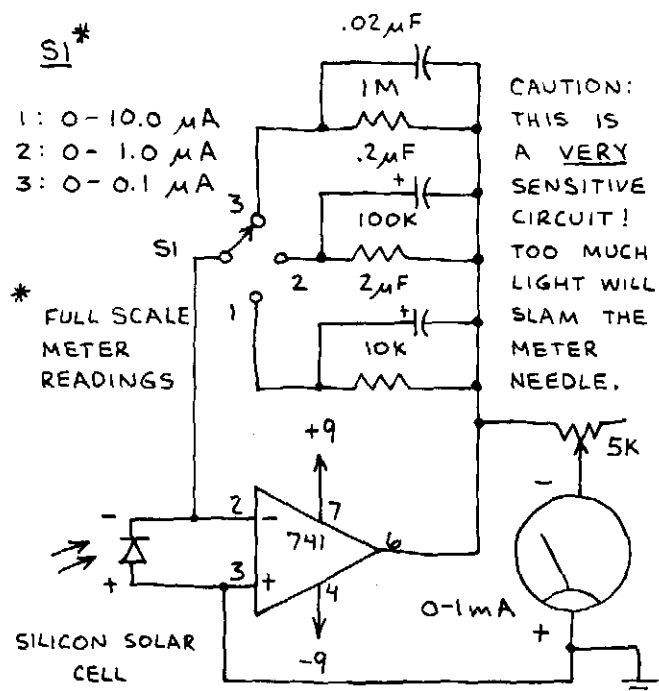 S1*
1: 0-10.0 μA
2: 0- 1.0 μA
3: 0-0.1 μA
* FULL SCALE
METER
READINGS
.02μF
1M
.2μF
+
100K
2μF
+
10K
3
S1
2
1
CAUTION:
THIS IS
A VERY
SENSITIVE
CIRCUIT!
TOO MUCH
LIGHT WILL
SLAM THE
METER
NEEDLE.
+9
7
2
-
741
6
3
+
4
-9
-
+
SILICON SOLAR
CELL
5K
-
0-1mA
+